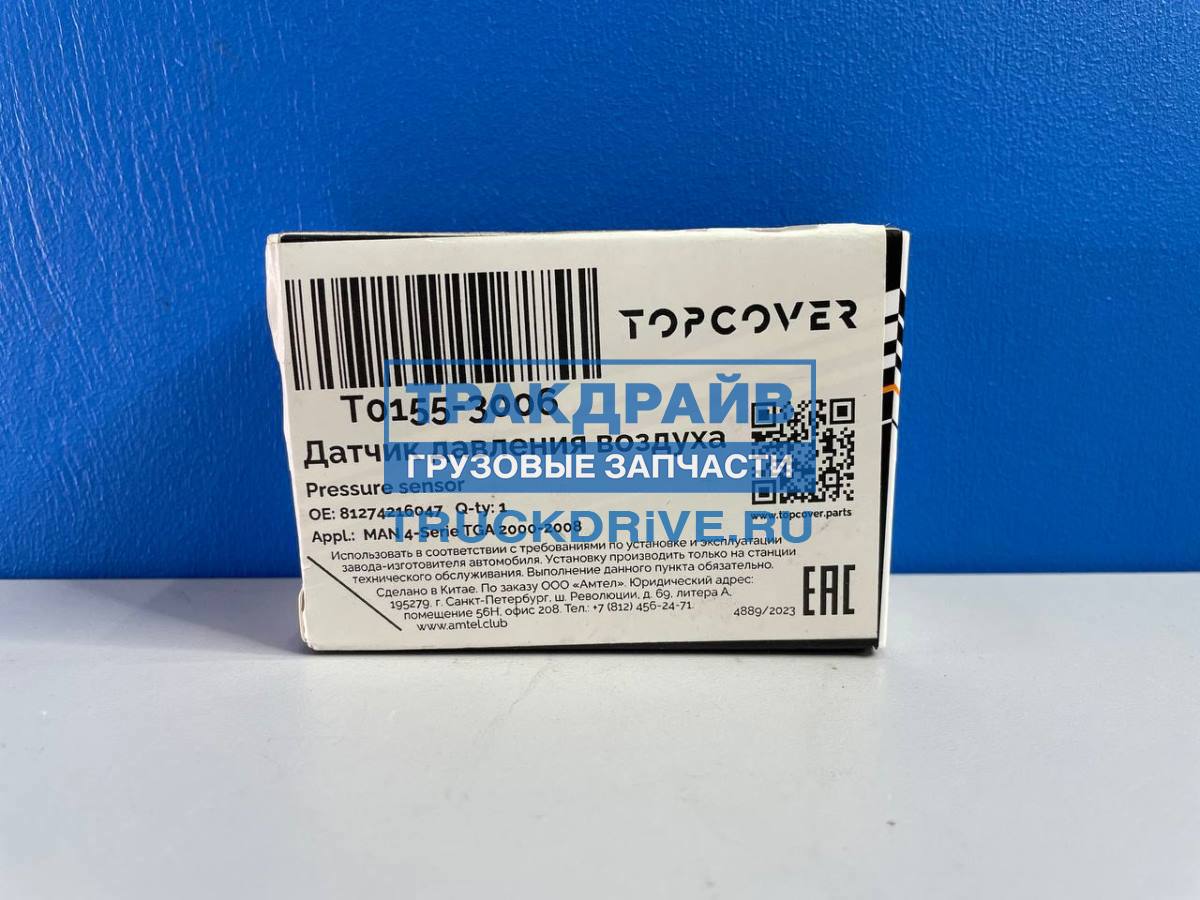 TOPCOVER
T0155-3006
Датчик давления воздуха
Pressure sensor
OE: 81274216047 Q-ty: 1
Appl.: MAN 4-Serie TGA 2000-2008
Использовать в соответствии с требованиями по установке и эксплуатации
завода-изготовителя автомобиля. Установку производить только на станции
технического обслуживания. Выполнение данного пункта обязательно.
Сделано в Китае. По заказу ООО «Амтел». Юридический адрес:
195279. г. Санкт-Петербург, ш. Революции, д. 69, литера А,
помещение 56Н, офис 208. Тел.: +7 (812) 456-24-71.
www.amtel.club
www.topcover.parts
4889/2023
EAC
ТРАКДРАЙВ
ГРУЗОВЫЕ ЗАПЧАСТИ
TRUCKDRiVE.RU